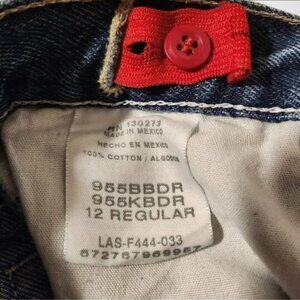 RN 130273
MADE IN MEXICO
HECHO EN MEXICO
100% COTTON / ALGODON
955BBDR
955KBDR
12 REGULAR
LAS-F444-033